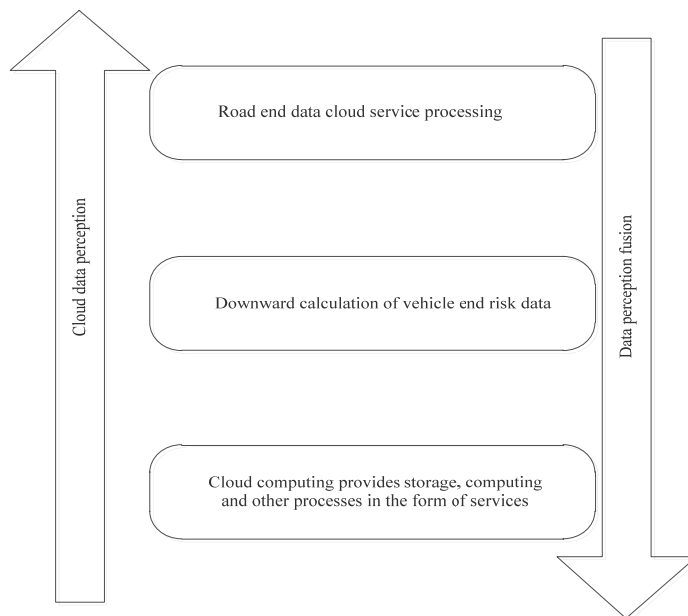 Road end data cloud service processing
Cloud data perception
Data perception fusion
Downward calculation of vehicle end risk data
Cloud computing provides storage, computing
and other processes in the form of services